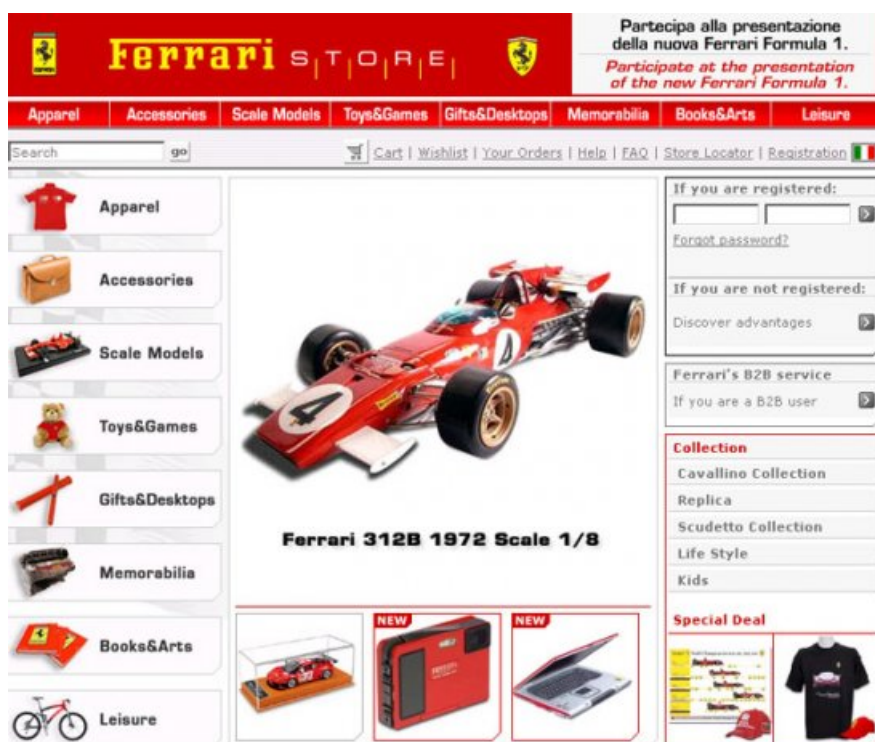 Ferrari STORE
Partecipa alla presentazione
della nuova Ferrari Formula 1.
Participate at the presentation
of the new Ferrari Formula 1.
Apparel Accessories Scale Models Toys&Games Gifts&Desktops Memorabilia Books&Arts Leisure
Search go Cart | Wishlist | Your Orders | Help | FAQ | Store Locator | Registration
Apparel
Accessories
Scale Models
Toys&Games
Gifts&Desktops
Memorabilia
Books&Arts
Leisure
4
4
Ferrari 312B 1972 Scale 1/8
NEW
NEW
If you are registered:
Forgot password?
If you are not registered:
Discover advantages
Ferrari's B2B service
If you are a B2B user
Collection
Cavallino Collection
Replica
Scudetto Collection
Life Style
Kids
Special Deal